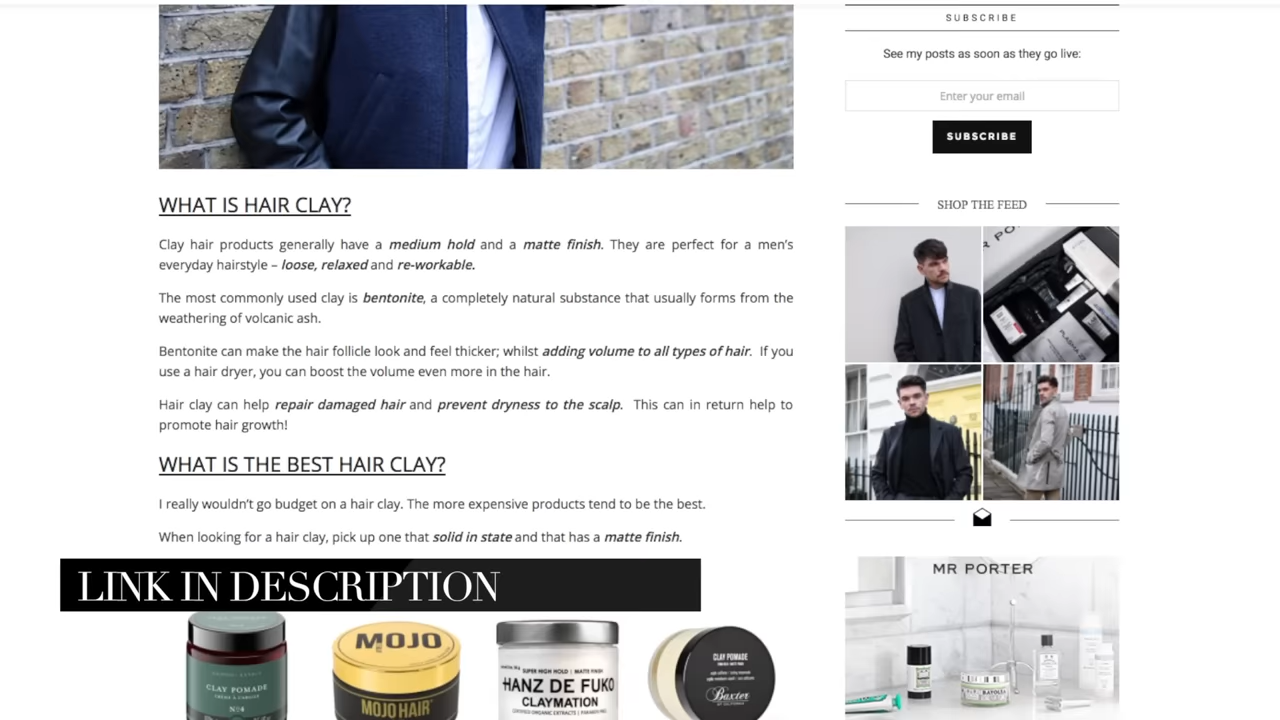 SUBSCRIBE
See my posts as soon as they go live:
Enter your email
SUBSCRIBE
WHAT IS HAIR CLAY?
Clay hair products generally have a medium hold and a matte finish. They are perfect for a men's
everyday hairstyle – loose, relaxed and re-workable.
The most commonly used clay is bentonite, a completely natural substance that usually forms from the
weathering of volcanic ash.
Bentonite can make the hair follicle look and feel thicker; whilst adding volume to all types of hair. If you
use a hair dryer, you can boost the volume even more in the hair.
Hair clay can help repair damaged hair and prevent dryness to the scalp. This can in return help to
promote hair growth!
WHAT IS THE BEST HAIR CLAY?
I really wouldn't go budget on a hair clay. The more expensive products tend to be the best.
When looking for a hair clay, pick up one that solid in state and that has a matte finish.
LINK IN DESCRIPTION
CLAY POMADE
Nº4
MOJO
MOJO HAIR
SUPER HIGH HOLD | MATTE FINISH
HANZ DE FUKO
CLAYMATION
CLAY POMADE
Baxter
OF CALIFORNIA
SHOP THE FEED
MR PORTER